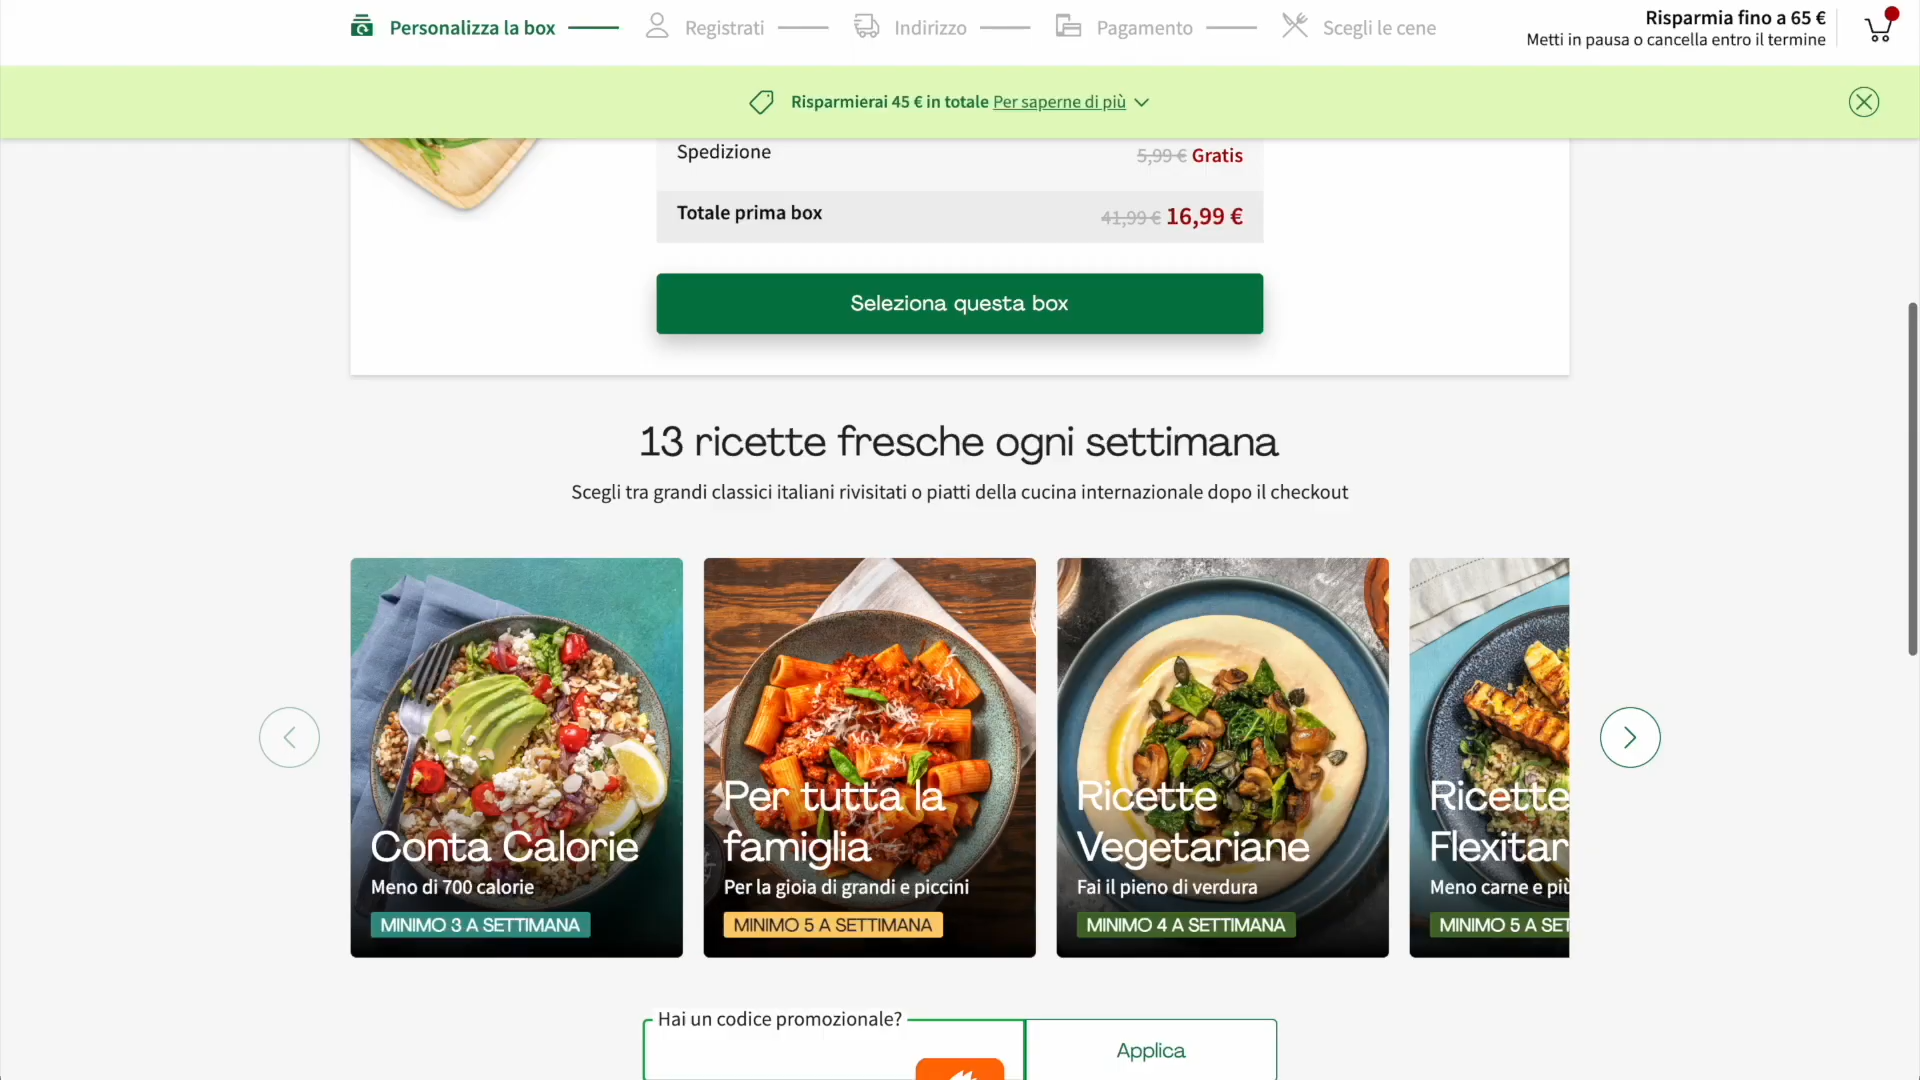 Personalizza la box
Registrati
Indirizzo
Pagamento
Scegli le cene
Risparmia fino a 65 €
Metti in pausa o cancella entro il termine
Risparmierai 45 € in totale Per saperne di più
Spedizione
5,99 € Gratis
Totale prima box
41,99 € 16,99 €
Seleziona questa box
13 ricette fresche ogni settimana
Scegli tra grandi classici italiani rivisitati o piatti della cucina internazionale dopo il checkout
Conta Calorie
Meno di 700 calorie
MINIMO 3 A SETTIMANA
Per tutta la
famiglia
Per la gioia di grandi e piccini
MINIMO 5 A SETTIMANA
Ricette
Vegetariane
Fai il pieno di verdura
MINIMO 4 A SETTIMANA
Ricette
Flexitar
Meno carne e più
MINIMO 5 A SET
Hai un codice promozionale?
Applica